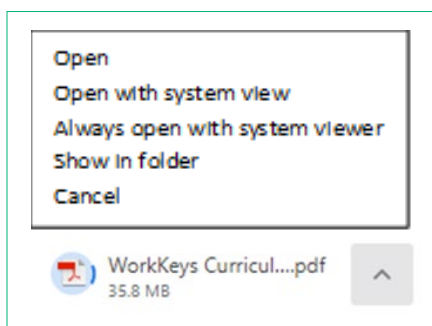 Open
Open with system view
Always open with system viewer
Show in folder
Cancel
WorkKeys Curricul....pdf
35.8 MB